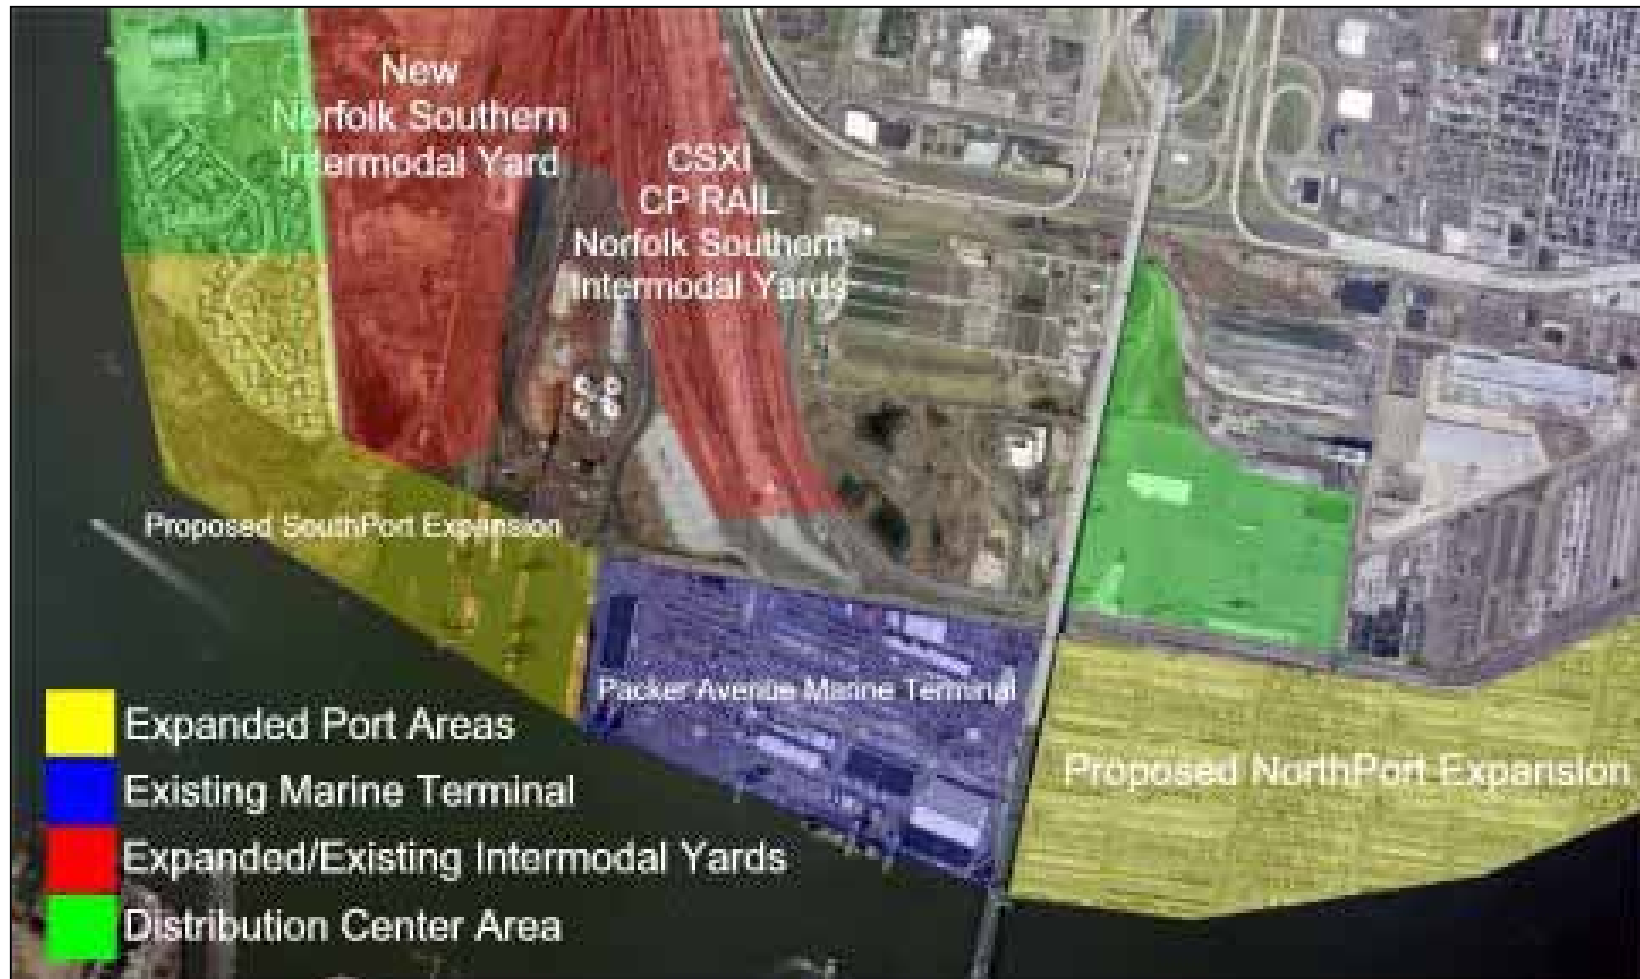 New
Norfolk Southern
Intermodal Yard
CSXI
CP RAIL
Norfolk Southern
Intermodal Yards
Proposed SouthPort Expansion
Packer Avenue Marine Terminal
Proposed NorthPort Expansion
Expanded Port Areas
Existing Marine Terminal
Expanded/Existing Intermodal Yards
Distribution Center Area